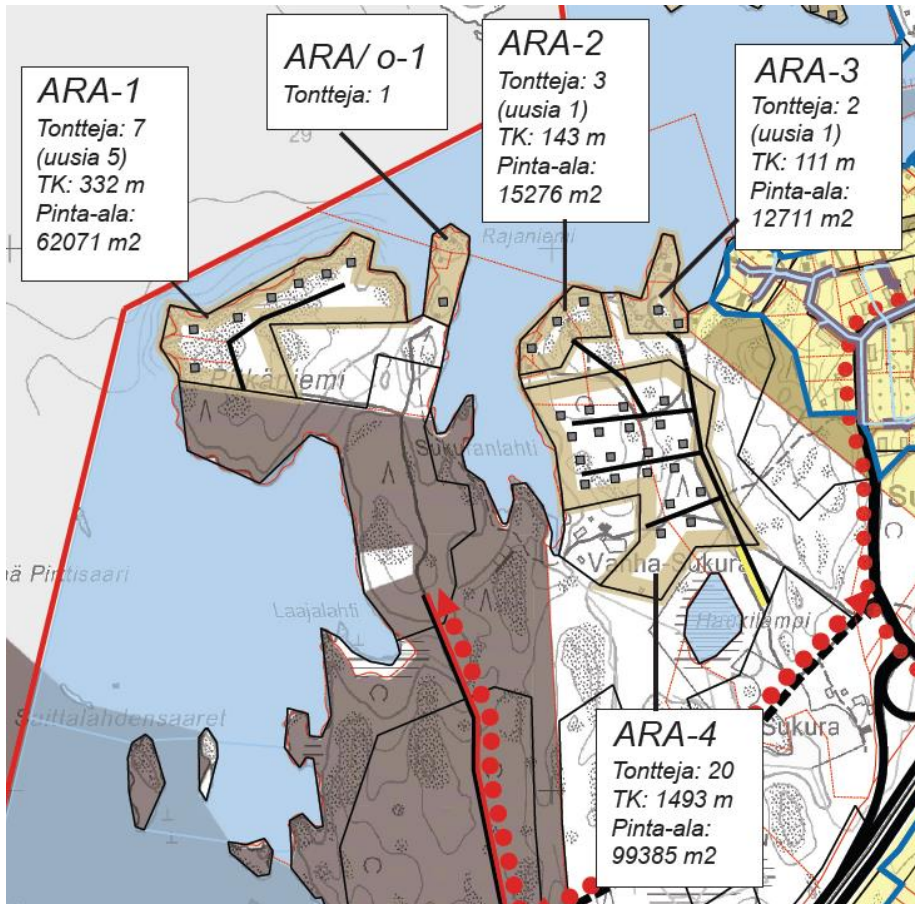 ARA-1
Tontteja: 7
(uusia 5)
TK: 332 m
Pinta-ala:
62071 m2
ARA/ o-1
Tontteja: 1
ARA-2
Tontteja: 3
(uusia 1)
TK: 143 m
Pinta-ala:
15276 m2
ARA-3
Tontteja: 2
(uusia 1)
TK: 111 m
Pinta-ala:
12711 m2
29
Rajaniemi
Pitkäniemi
Sukuranlahti
Vanha-Sukura
Pirttisaari
Laajalahti
Haukilampi
Saittalahdensaaret
Sukura
ARA-4
Tontteja: 20
TK: 1493 m
Pinta-ala:
99385 m2